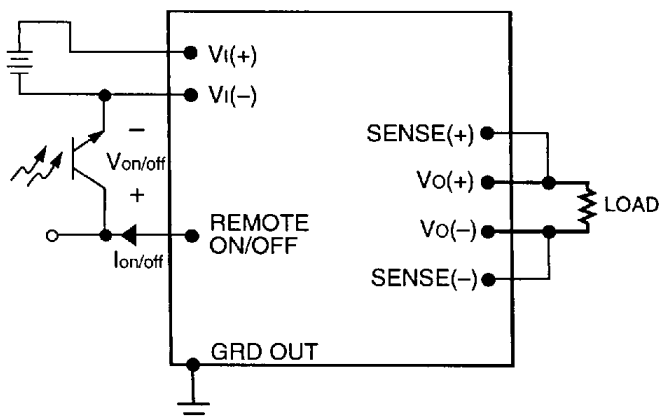 VI(+)
VI(−)
−
Von/off
+
REMOTE
ON/OFF
Ion/off
GRD OUT
SENSE(+)
VO(+)
VO(−)
SENSE(−)
LOAD